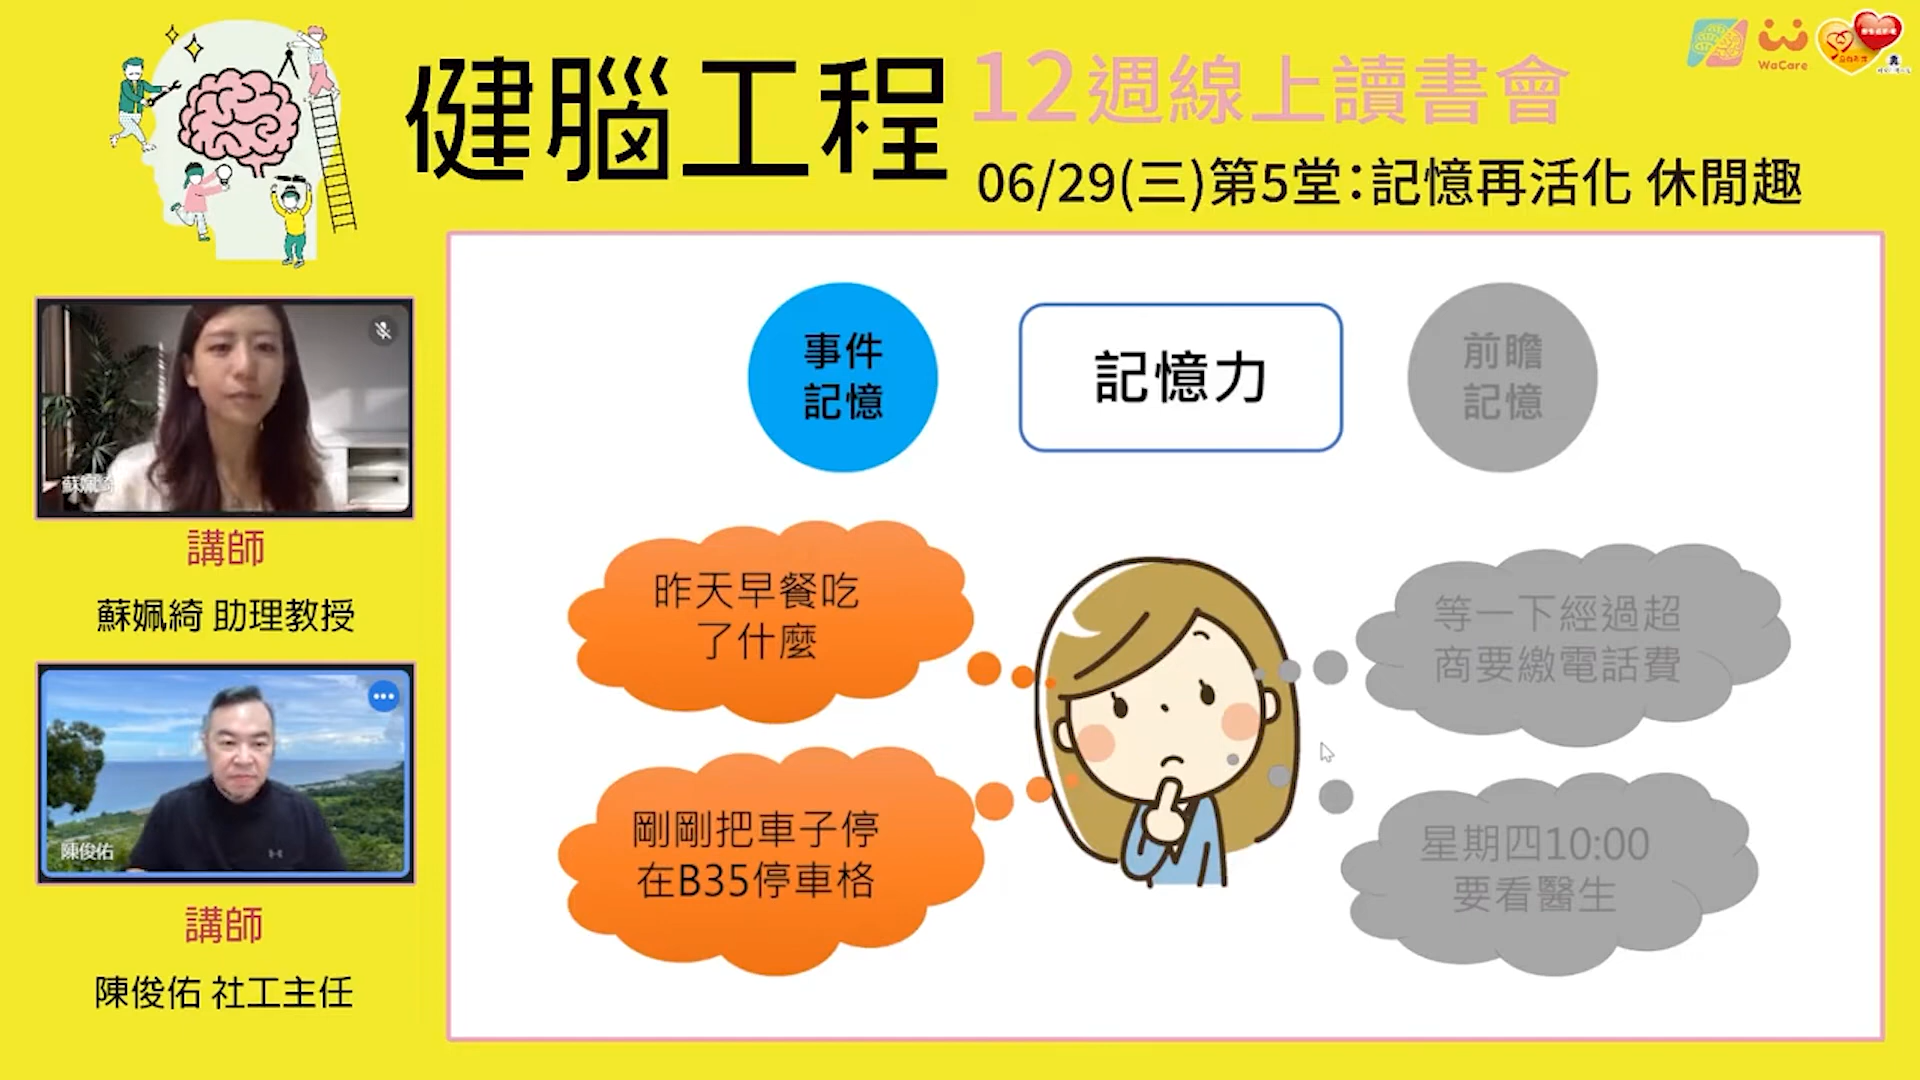 健腦工程
12週線上讀書會
06/29(三)第5堂：記憶再活化 休閒趣
WaCare
蘇姵綺
講師
蘇姵綺 助理教授
陳俊佑
講師
陳俊佑 社工主任
事件
記憶
記憶力
前瞻
記憶
昨天早餐吃
了什麼
剛剛把車子停
在B35停車格
等一下經過超
商要繳電話費
星期四10:00
要看醫生